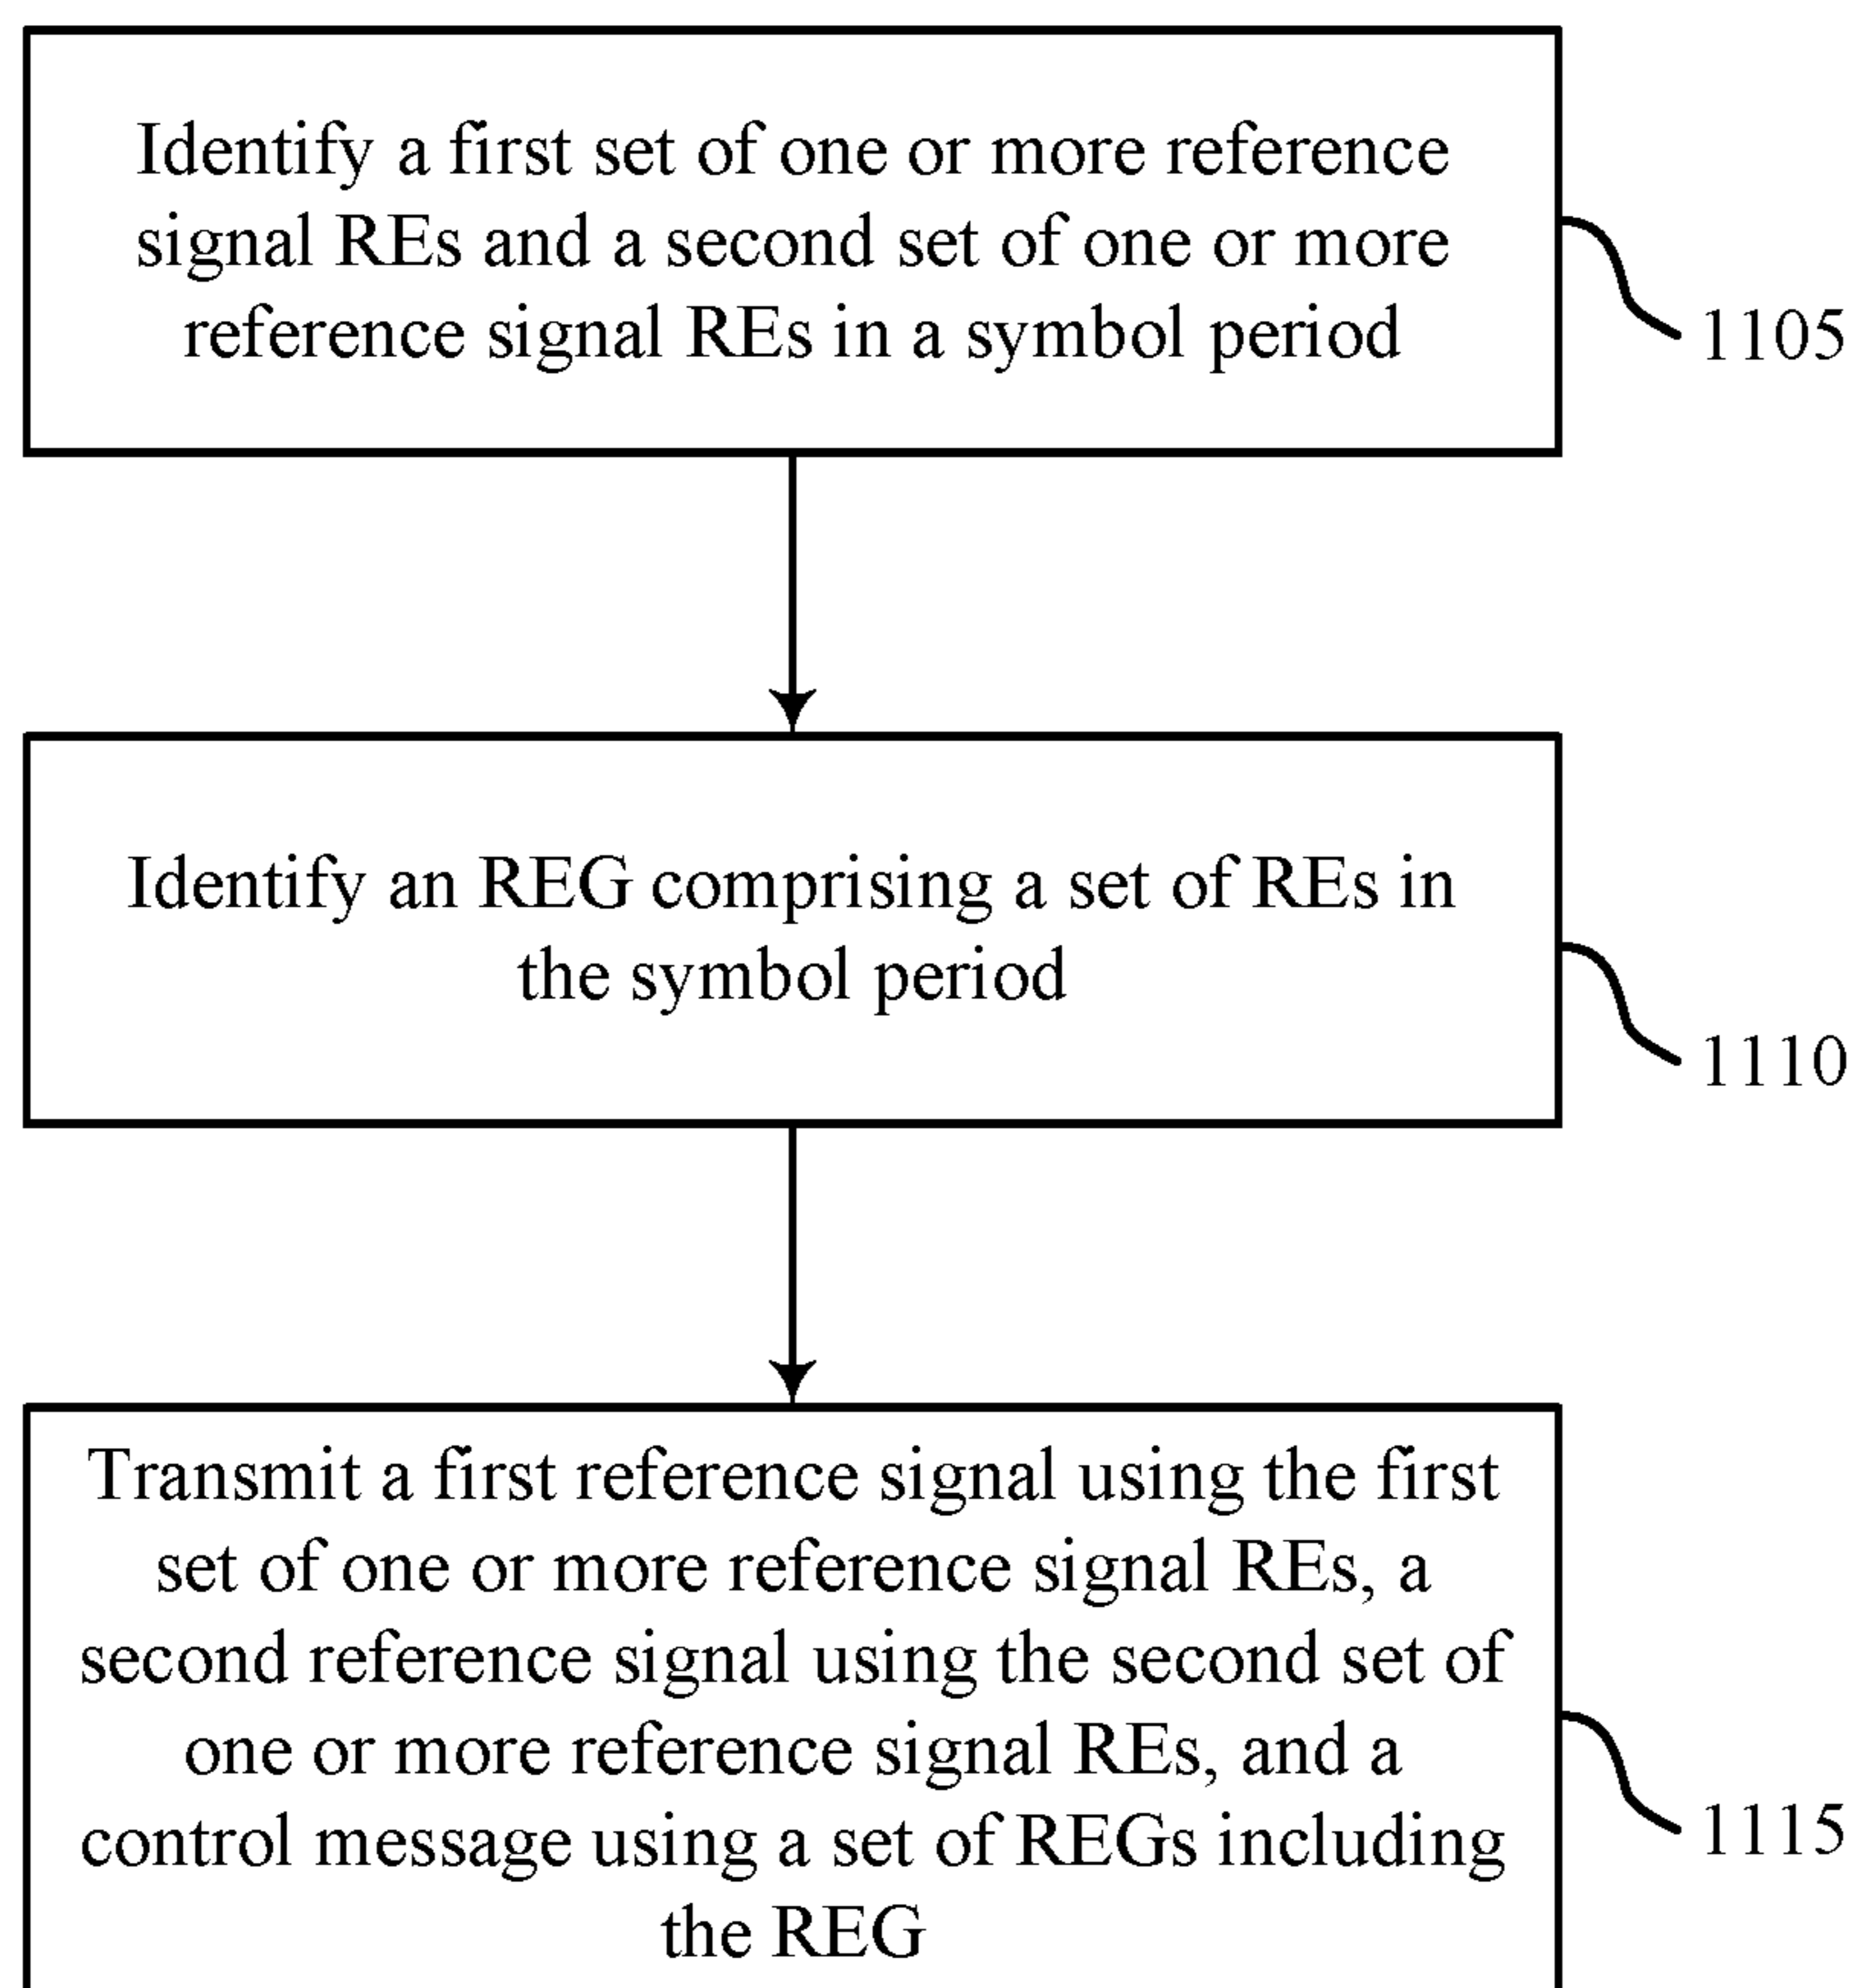 Identify a first set of one or more reference
signal REs and a second set of one or more
reference signal REs in a symbol period
1105
Identify an REG comprising a set of REs in
the symbol period
1110
Transmit a first reference signal using the first
set of one or more reference signal REs, a
second reference signal using the second set of
one or more reference signal REs, and a
control message using a set of REGs including
the REG
1115